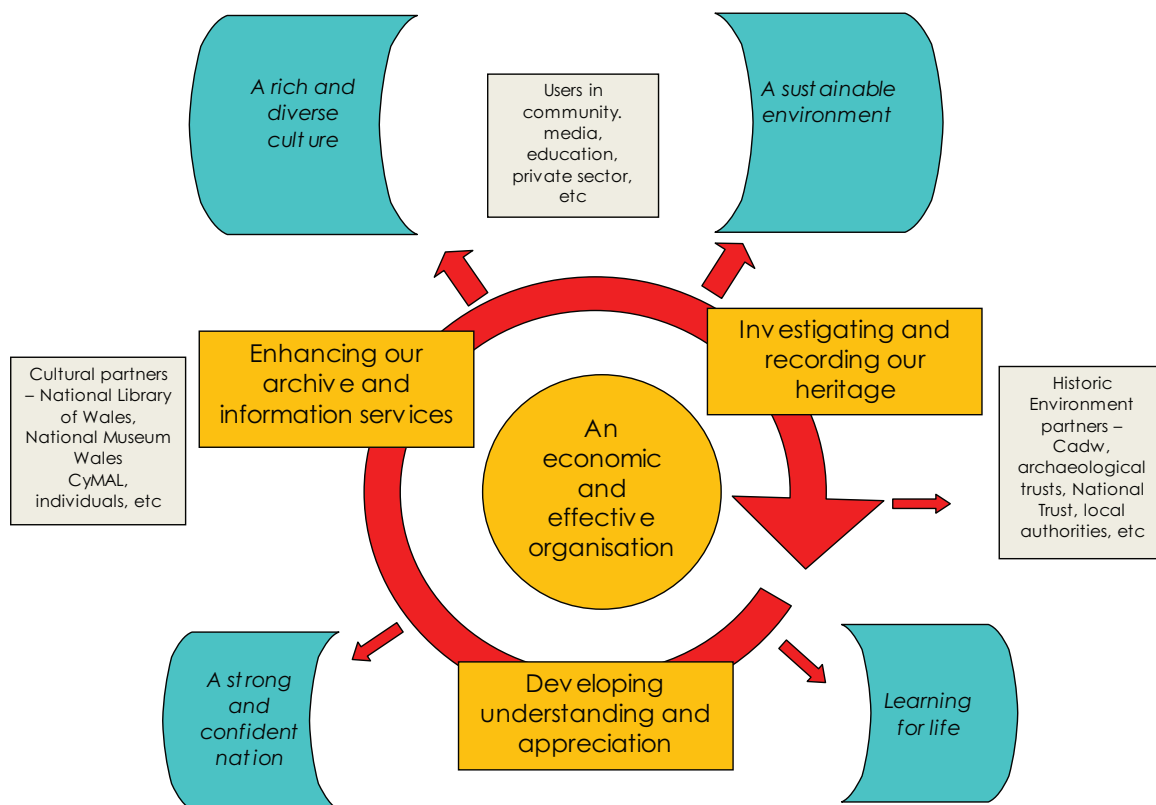 A rich and
diverse
culture
Users in
community.
media,
education,
private sector,
etc
A sustainable
environment
Enhancing our
archive and
information services
Investigating and
recording our
heritage
Cultural partners
– National Library
of Wales,
National Museum
Wales
CyMAL,
individuals, etc
An
economic
and
effective
organisation
Historic
Environment
partners –
Cadw,
archaeological
trusts, National
Trust, local
authorities, etc
A strong
and
confident
nation
Developing
understanding and
appreciation
Learning
for life